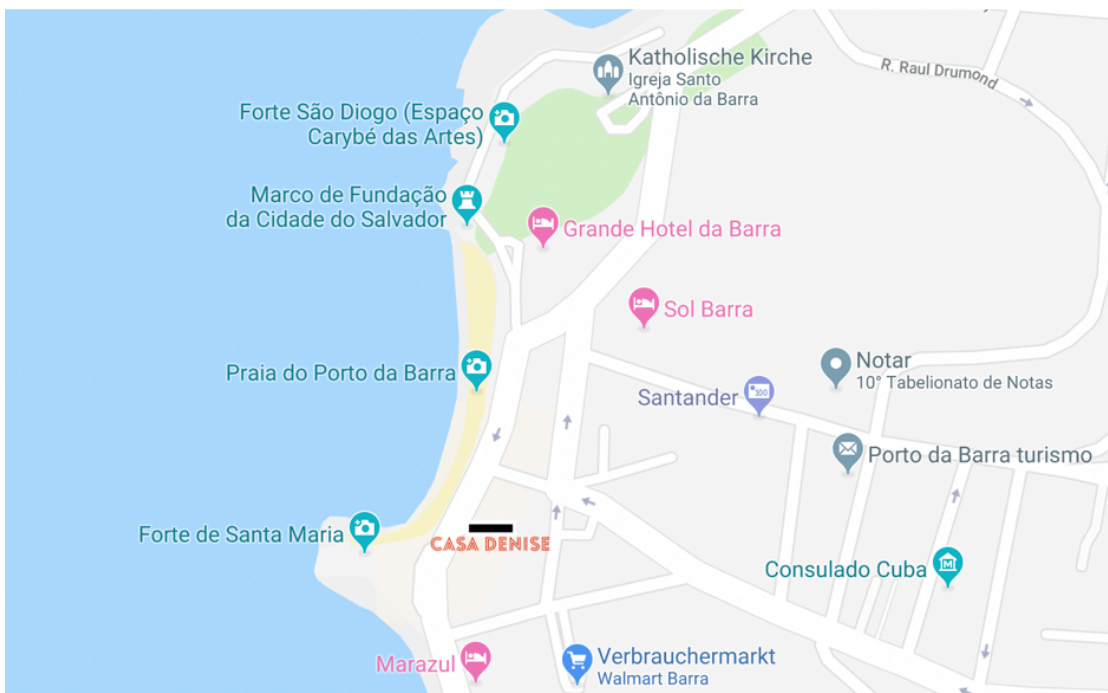 Katholische Kirche
Igreja Santo
Antônio da Barra
R. Raul Drumond
Forte São Diogo (Espaço
Carybé das Artes)
Marco de Fundação
da Cidade do Salvador
Grande Hotel da Barra
Sol Barra
Praia do Porto da Barra
Notar
10° Tabelionato de Notas
Santander
Porto da Barra turismo
Forte de Santa Maria
CASA DENISE
Consulado Cuba
Marazul
Verbrauchermarkt
Walmart Barra